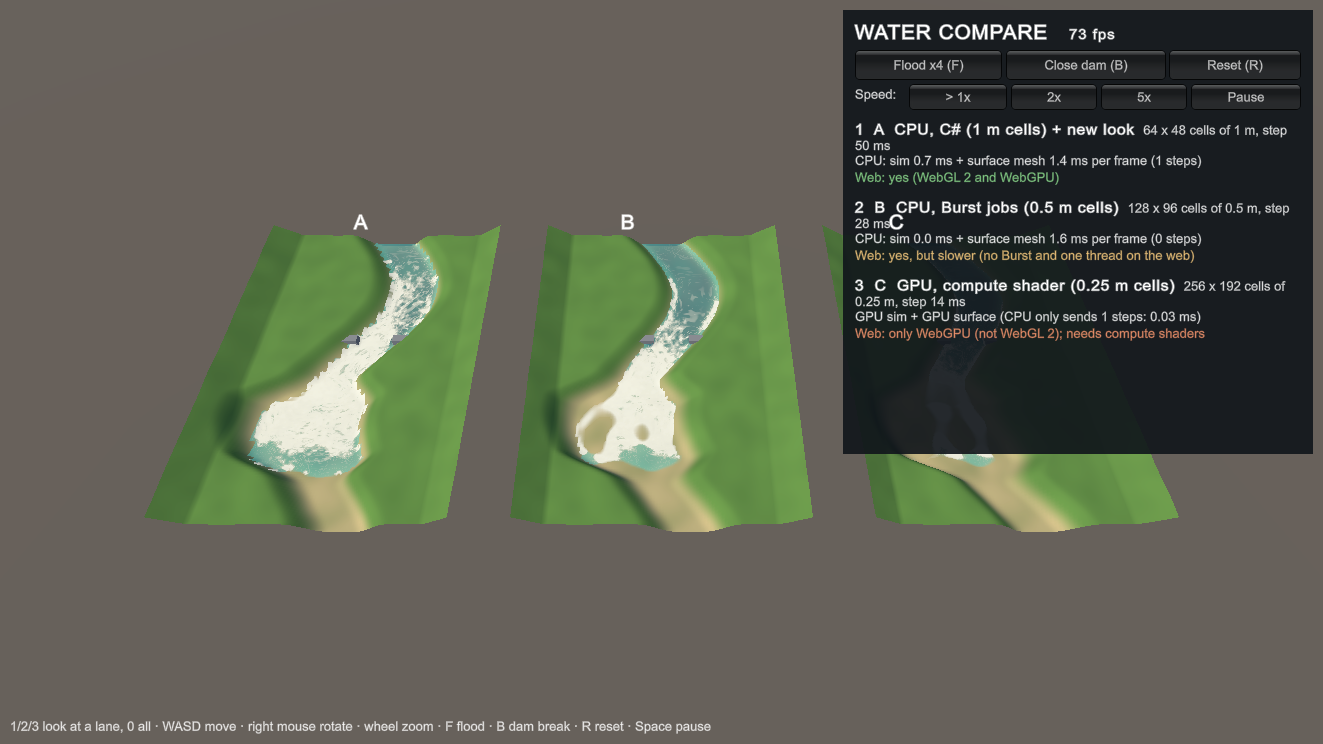 WATER COMPARE 73 fps
Flood x4 (F) Close dam (B) Reset (R)
Speed: > 1x 2x 5x Pause
1 A CPU, C# (1 m cells) + new look 64 x 48 cells of 1 m, step
50 ms
CPU: sim 0.7 ms + surface mesh 1.4 ms per frame (1 steps)
Web: yes (WebGL 2 and WebGPU)
2 B CPU, Burst jobs (0.5 m cells) 128 x 96 cells of 0.5 m, step
28 ms
CPU: sim 0.0 ms + surface mesh 1.6 ms per frame (0 steps)
Web: yes, but slower (no Burst and one thread on the web)
3 C GPU, compute shader (0.25 m cells) 256 x 192 cells of
0.25 m, step 14 ms
GPU sim + GPU surface (CPU only sends 1 steps: 0.03 ms)
Web: only WebGPU (not WebGL 2); needs compute shaders
A
B
C
1/2/3 look at a lane, 0 all · WASD move · right mouse rotate · wheel zoom · F flood · B dam break · R reset · Space pause